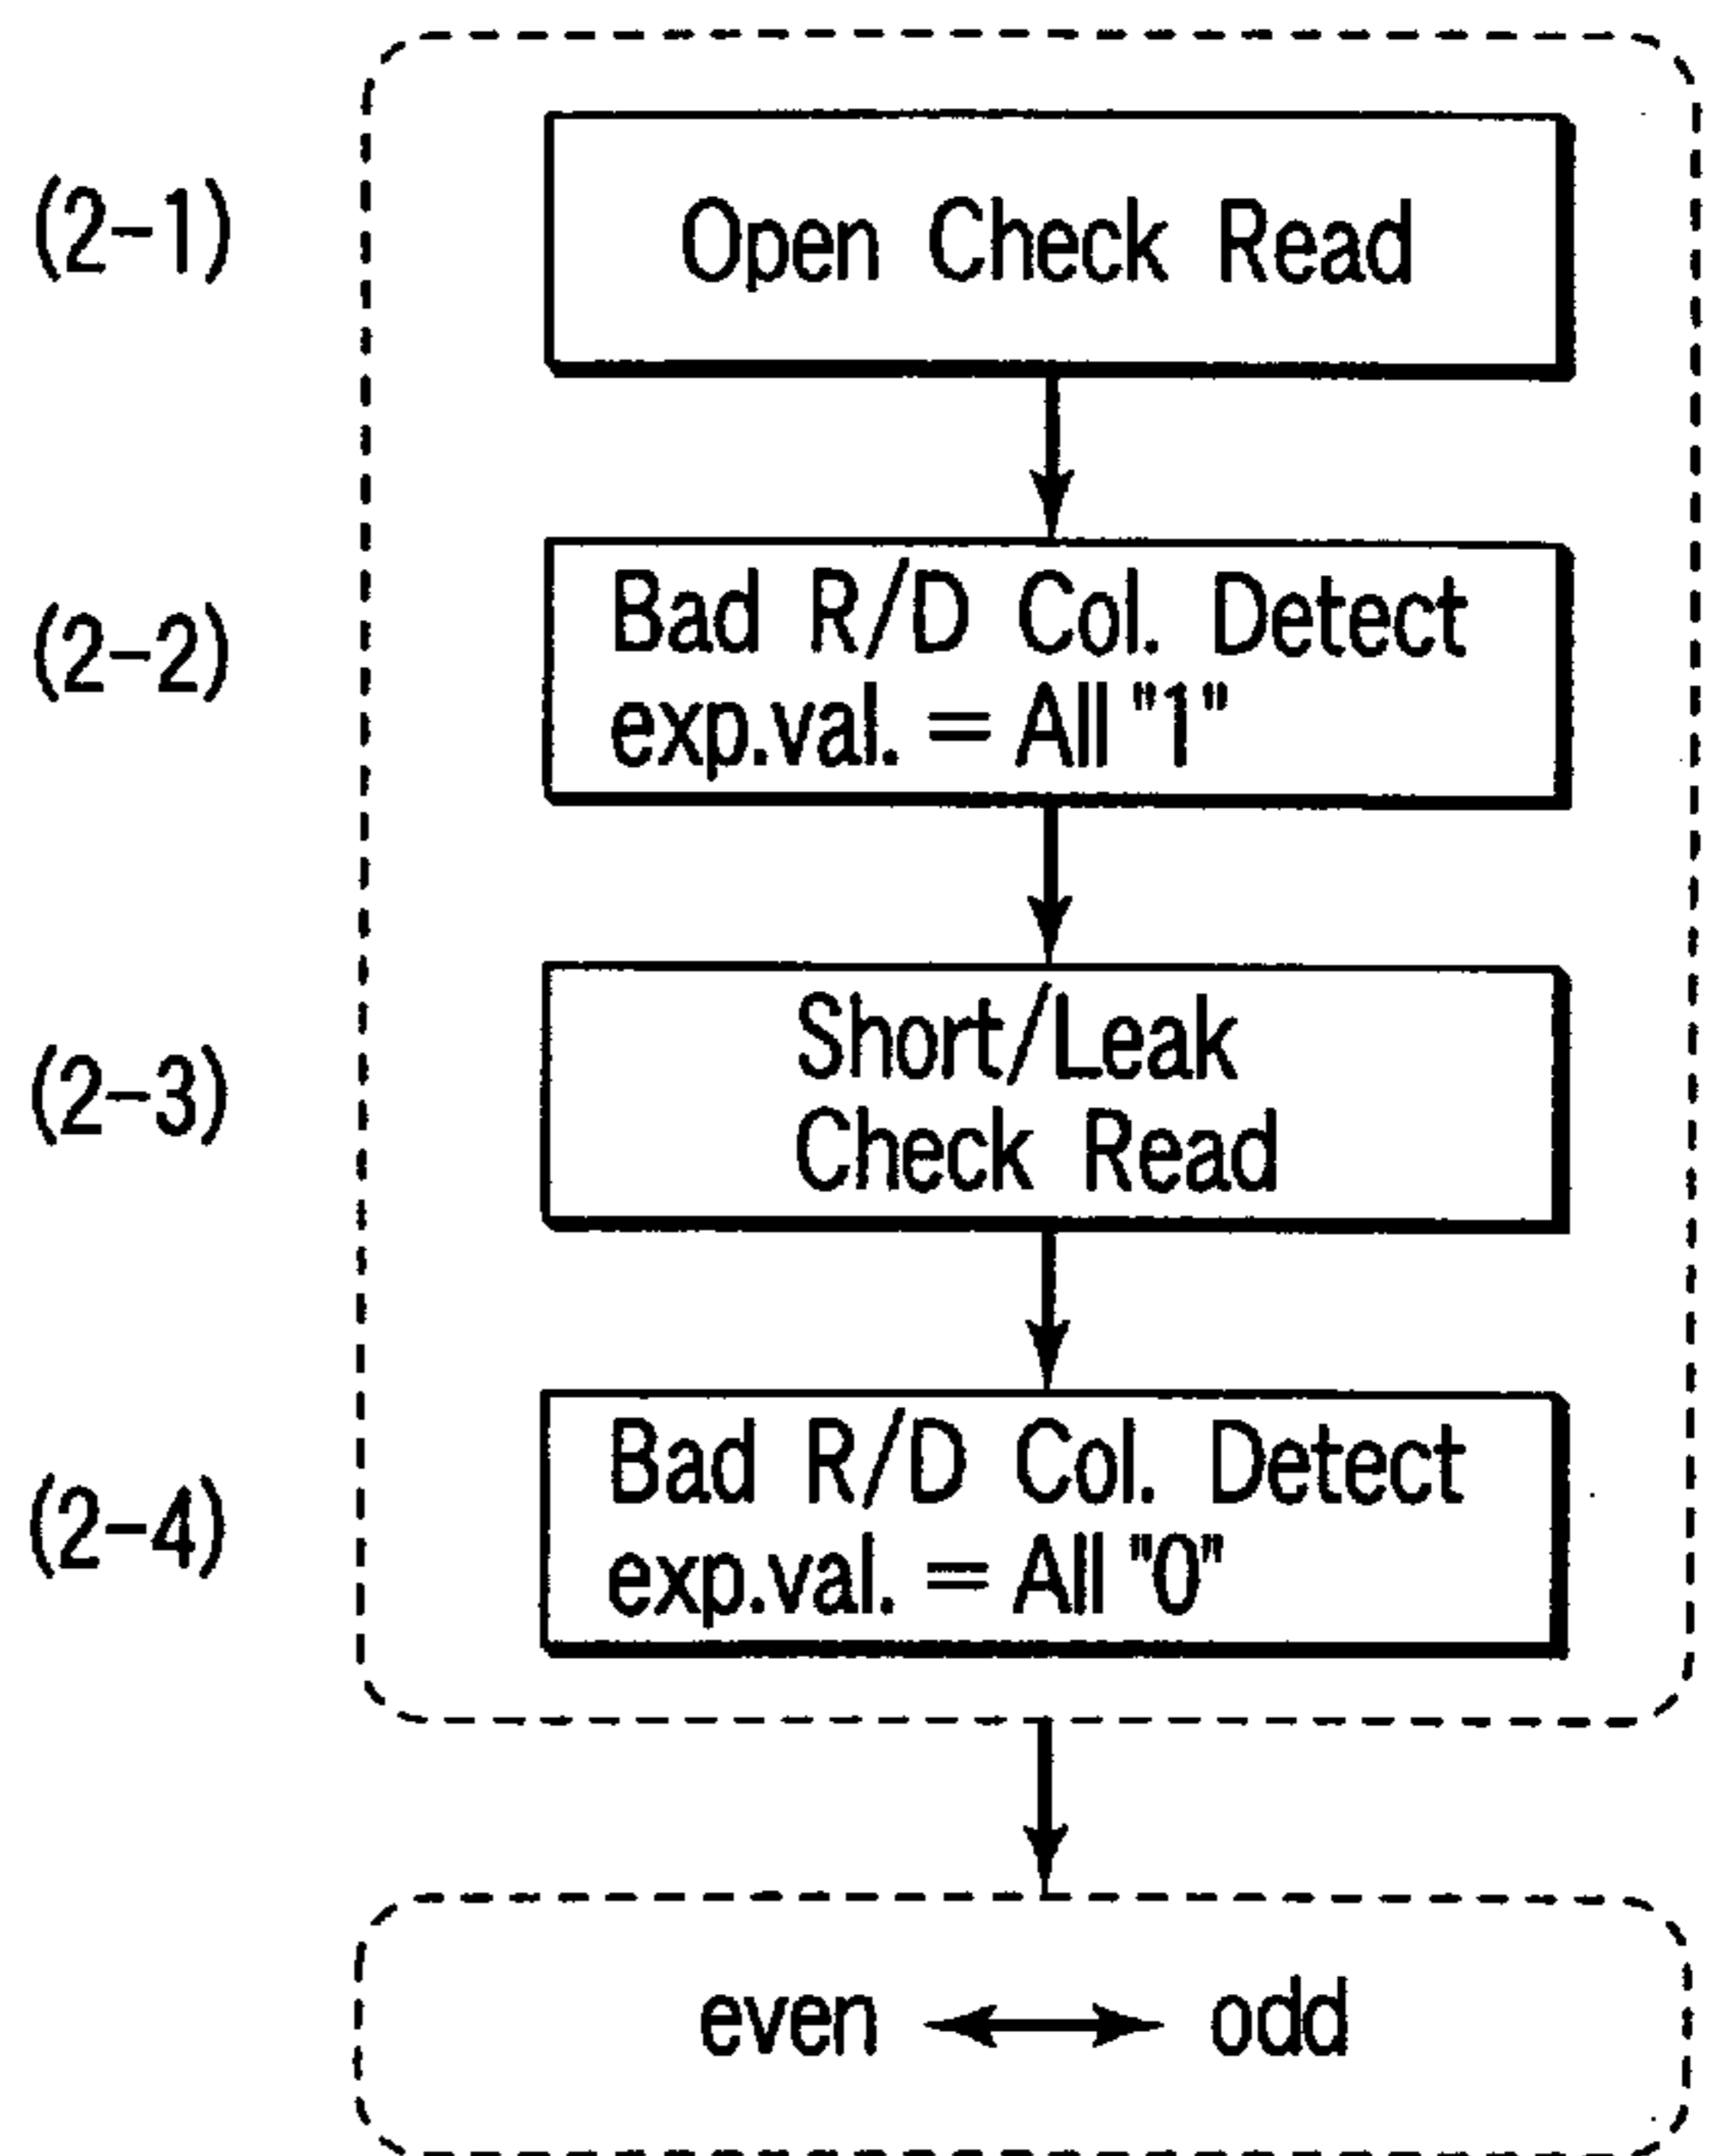 (2-1)
Open Check Read
(2-2)
Bad R/D Col. Detect
exp.val. = All "1"
(2-3)
Short/Leak
Check Read
(2-4)
Bad R/D Col. Detect
exp.val. = All "0"
even ↔ odd